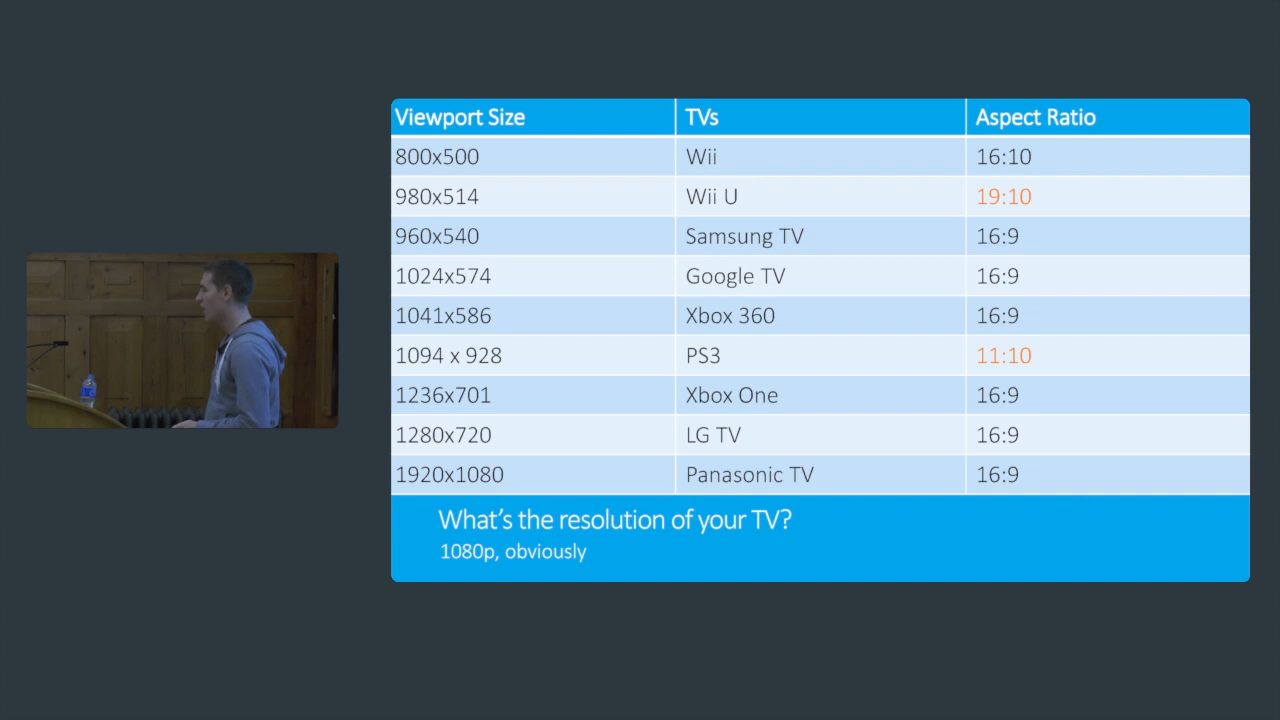 Viewport Size TVs Aspect Ratio
800x500 Wii 16:10
980x514 Wii U 19:10
960x540 Samsung TV 16:9
1024x574 Google TV 16:9
1041x586 Xbox 360 16:9
1094 x 928 PS3 11:10
1236x701 Xbox One 16:9
1280x720 LG TV 16:9
1920x1080 Panasonic TV 16:9
What's the resolution of your TV?
1080p, obviously